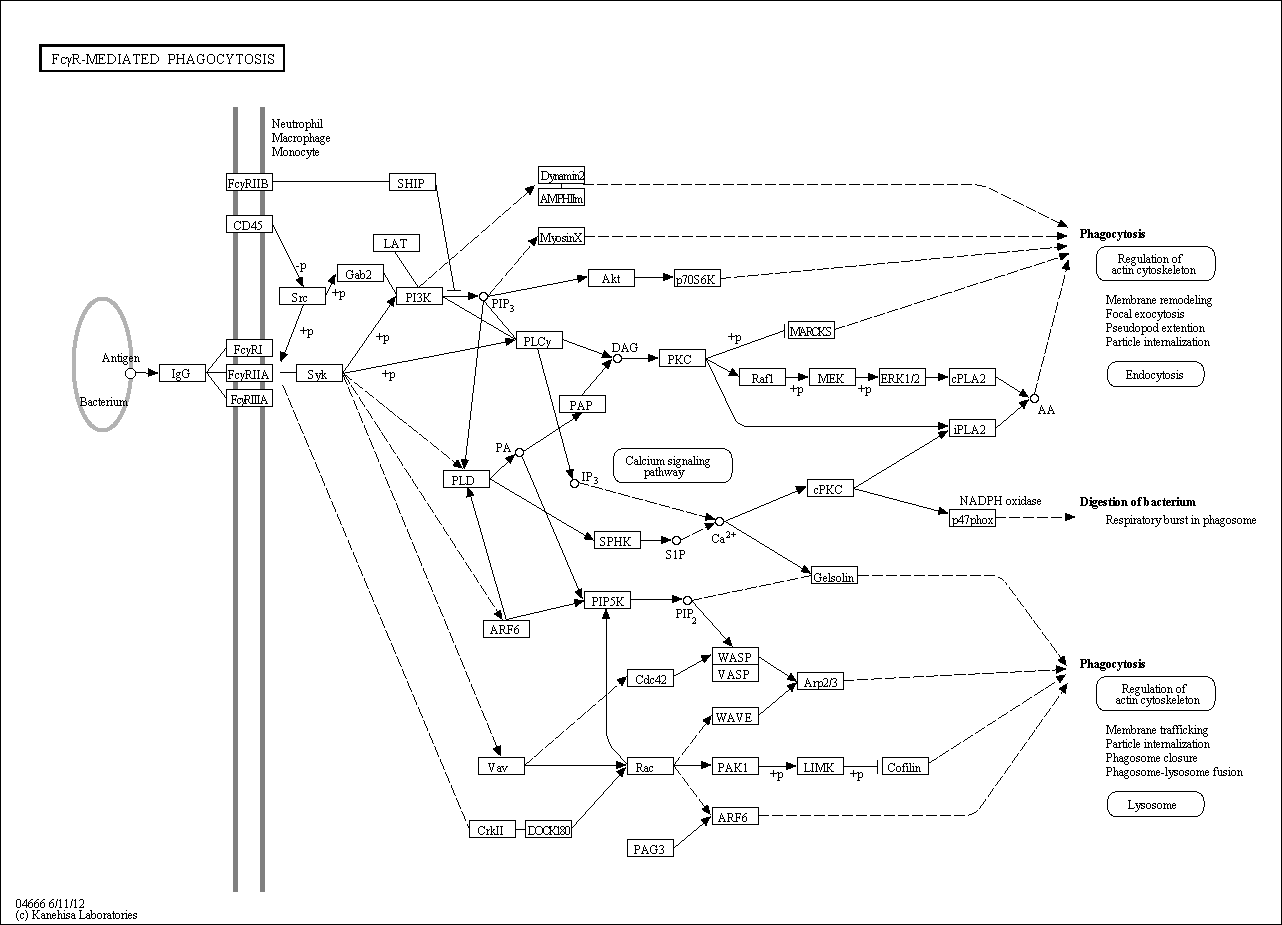 FcγR-MEDIATED PHAGOCYTOSIS
Neutrophil
Macrophage
Monocyte
FcγRIIB
SHIP
Dynamin2
AMPHIIm
CD45
LAT
MyosinX
Phagocytosis
-p
Gab2
Akt
p70S6K
Regulation of
actin cytoskeleton
Src
+p
PI3K
PIP3
Membrane remodeling
Focal exocytosis
Pseudopod extention
Particle internalization
+p
+p
PLCγ
DAG
+p
MARCKS
Antigen
FcγRI
IgG
FcγRIIA
Syk
+p
PKC
Raf1
+p
MEK
+p
ERK1/2
cPLA2
Endocytosis
Bacterium
FcγRIIIA
PAP
AA
iPLA2
PA
Calcium signaling
pathway
PLD
IP3
cPKC
NADPH oxidase
Digestion of bacterium
p47phox
Respiratory burst in phagosome
SPHK
S1P
Ca2+
Gelsolin
PIP5K
PIP2
ARF6
WASP
VASP
Phagocytosis
Cdc42
Arp2/3
Regulation of
actin cytoskeleton
WAVE
Membrane trafficking
Particle internalization
Phagosome closure
Phagosome-lysosome fusion
Vav
Rac
PAK1
+p
LIMK
+p
Cofilin
Lysosome
CrkII
DOCK180
ARF6
PAG3
04666 6/11/12
(c) Kanehisa Laboratories